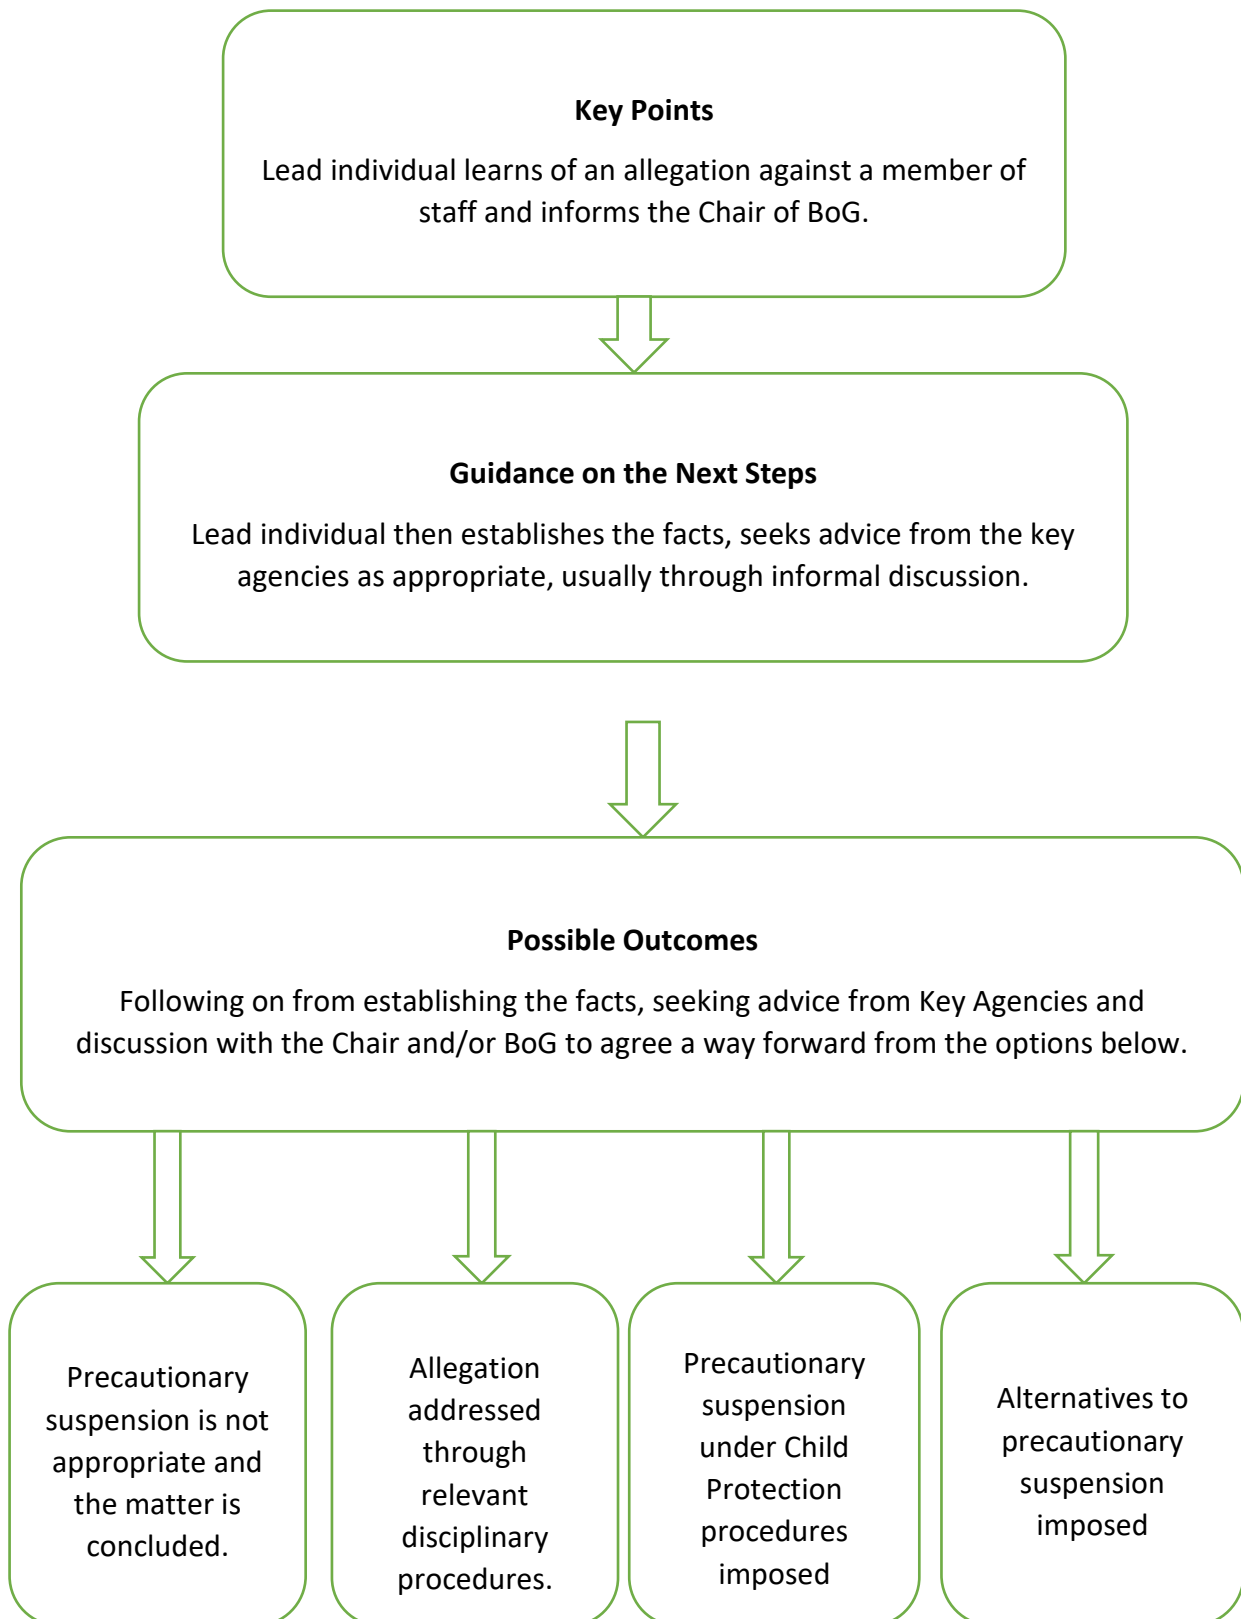 Key Points
Lead individual learns of an allegation against a member of
staff and informs the Chair of BoG.
Guidance on the Next Steps
Lead individual then establishes the facts, seeks advice from the key
agencies as appropriate, usually through informal discussion.
Possible Outcomes
Following on from establishing the facts, seeking advice from Key Agencies and
discussion with the Chair and/or BoG to agree a way forward from the options below.
Precautionary
suspension is not
appropriate and
the matter is
concluded.
Allegation
addressed
through
relevant
disciplinary
procedures.
Precautionary
suspension
under Child
Protection
procedures
imposed
Alternatives to
precautionary
suspension
imposed